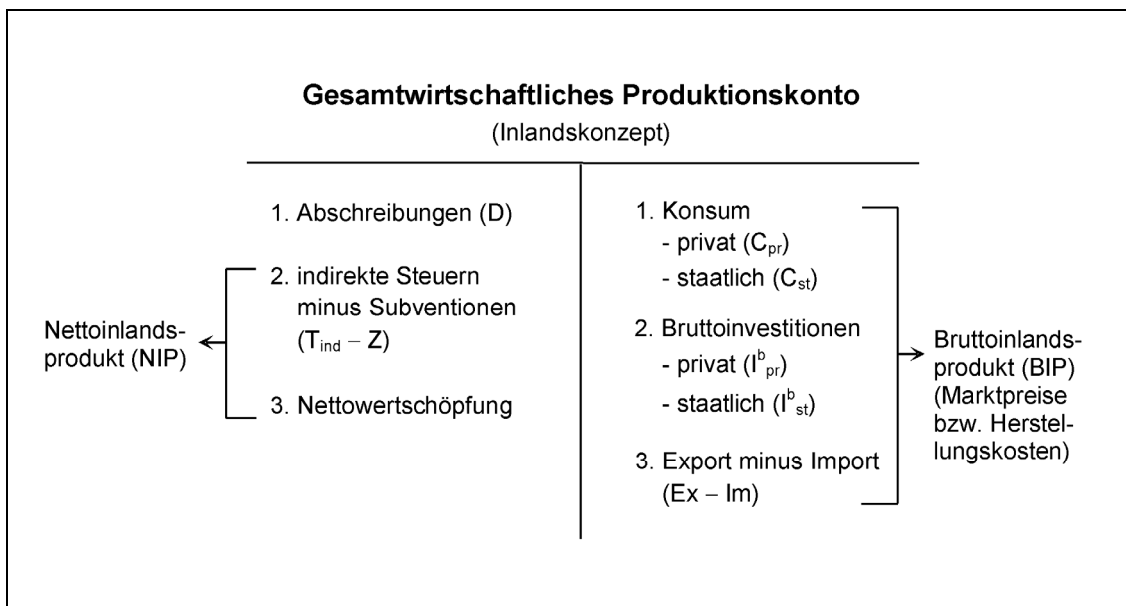 Gesamtwirtschaftliches Produktionskonto
(Inlandskonzept)
1. Abschreibungen (D)
2. indirekte Steuern
minus Subventionen
(T_ind – Z)
3. Nettowertschöpfung
Nettoinlands-
produkt (NIP)
1. Konsum
- privat (C_pr)
- staatlich (C_st)
2. Bruttoinvestitionen
- privat (I^b_pr)
- staatlich (I^b_st)
3. Export minus Import
(Ex – Im)
Bruttoinlands-
produkt (BIP)
(Marktpreise
bzw. Herstel-
lungskosten)